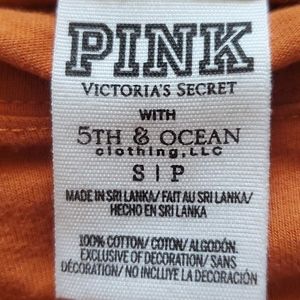 PINK
VICTORIA'S SECRET
WITH
5TH & OCEAN
clothing, LLC
S|P
MADE IN SRI LANKA/ FAIT AU SRI LANKA/
HECHO EN SRI LANKA
100% COTTON/ COTON/ ALGODÓN.
EXCLUSIVE OF DECORATION/ SANS
DÉCORATION/ NO INCLUYE LA DECORACIÓN